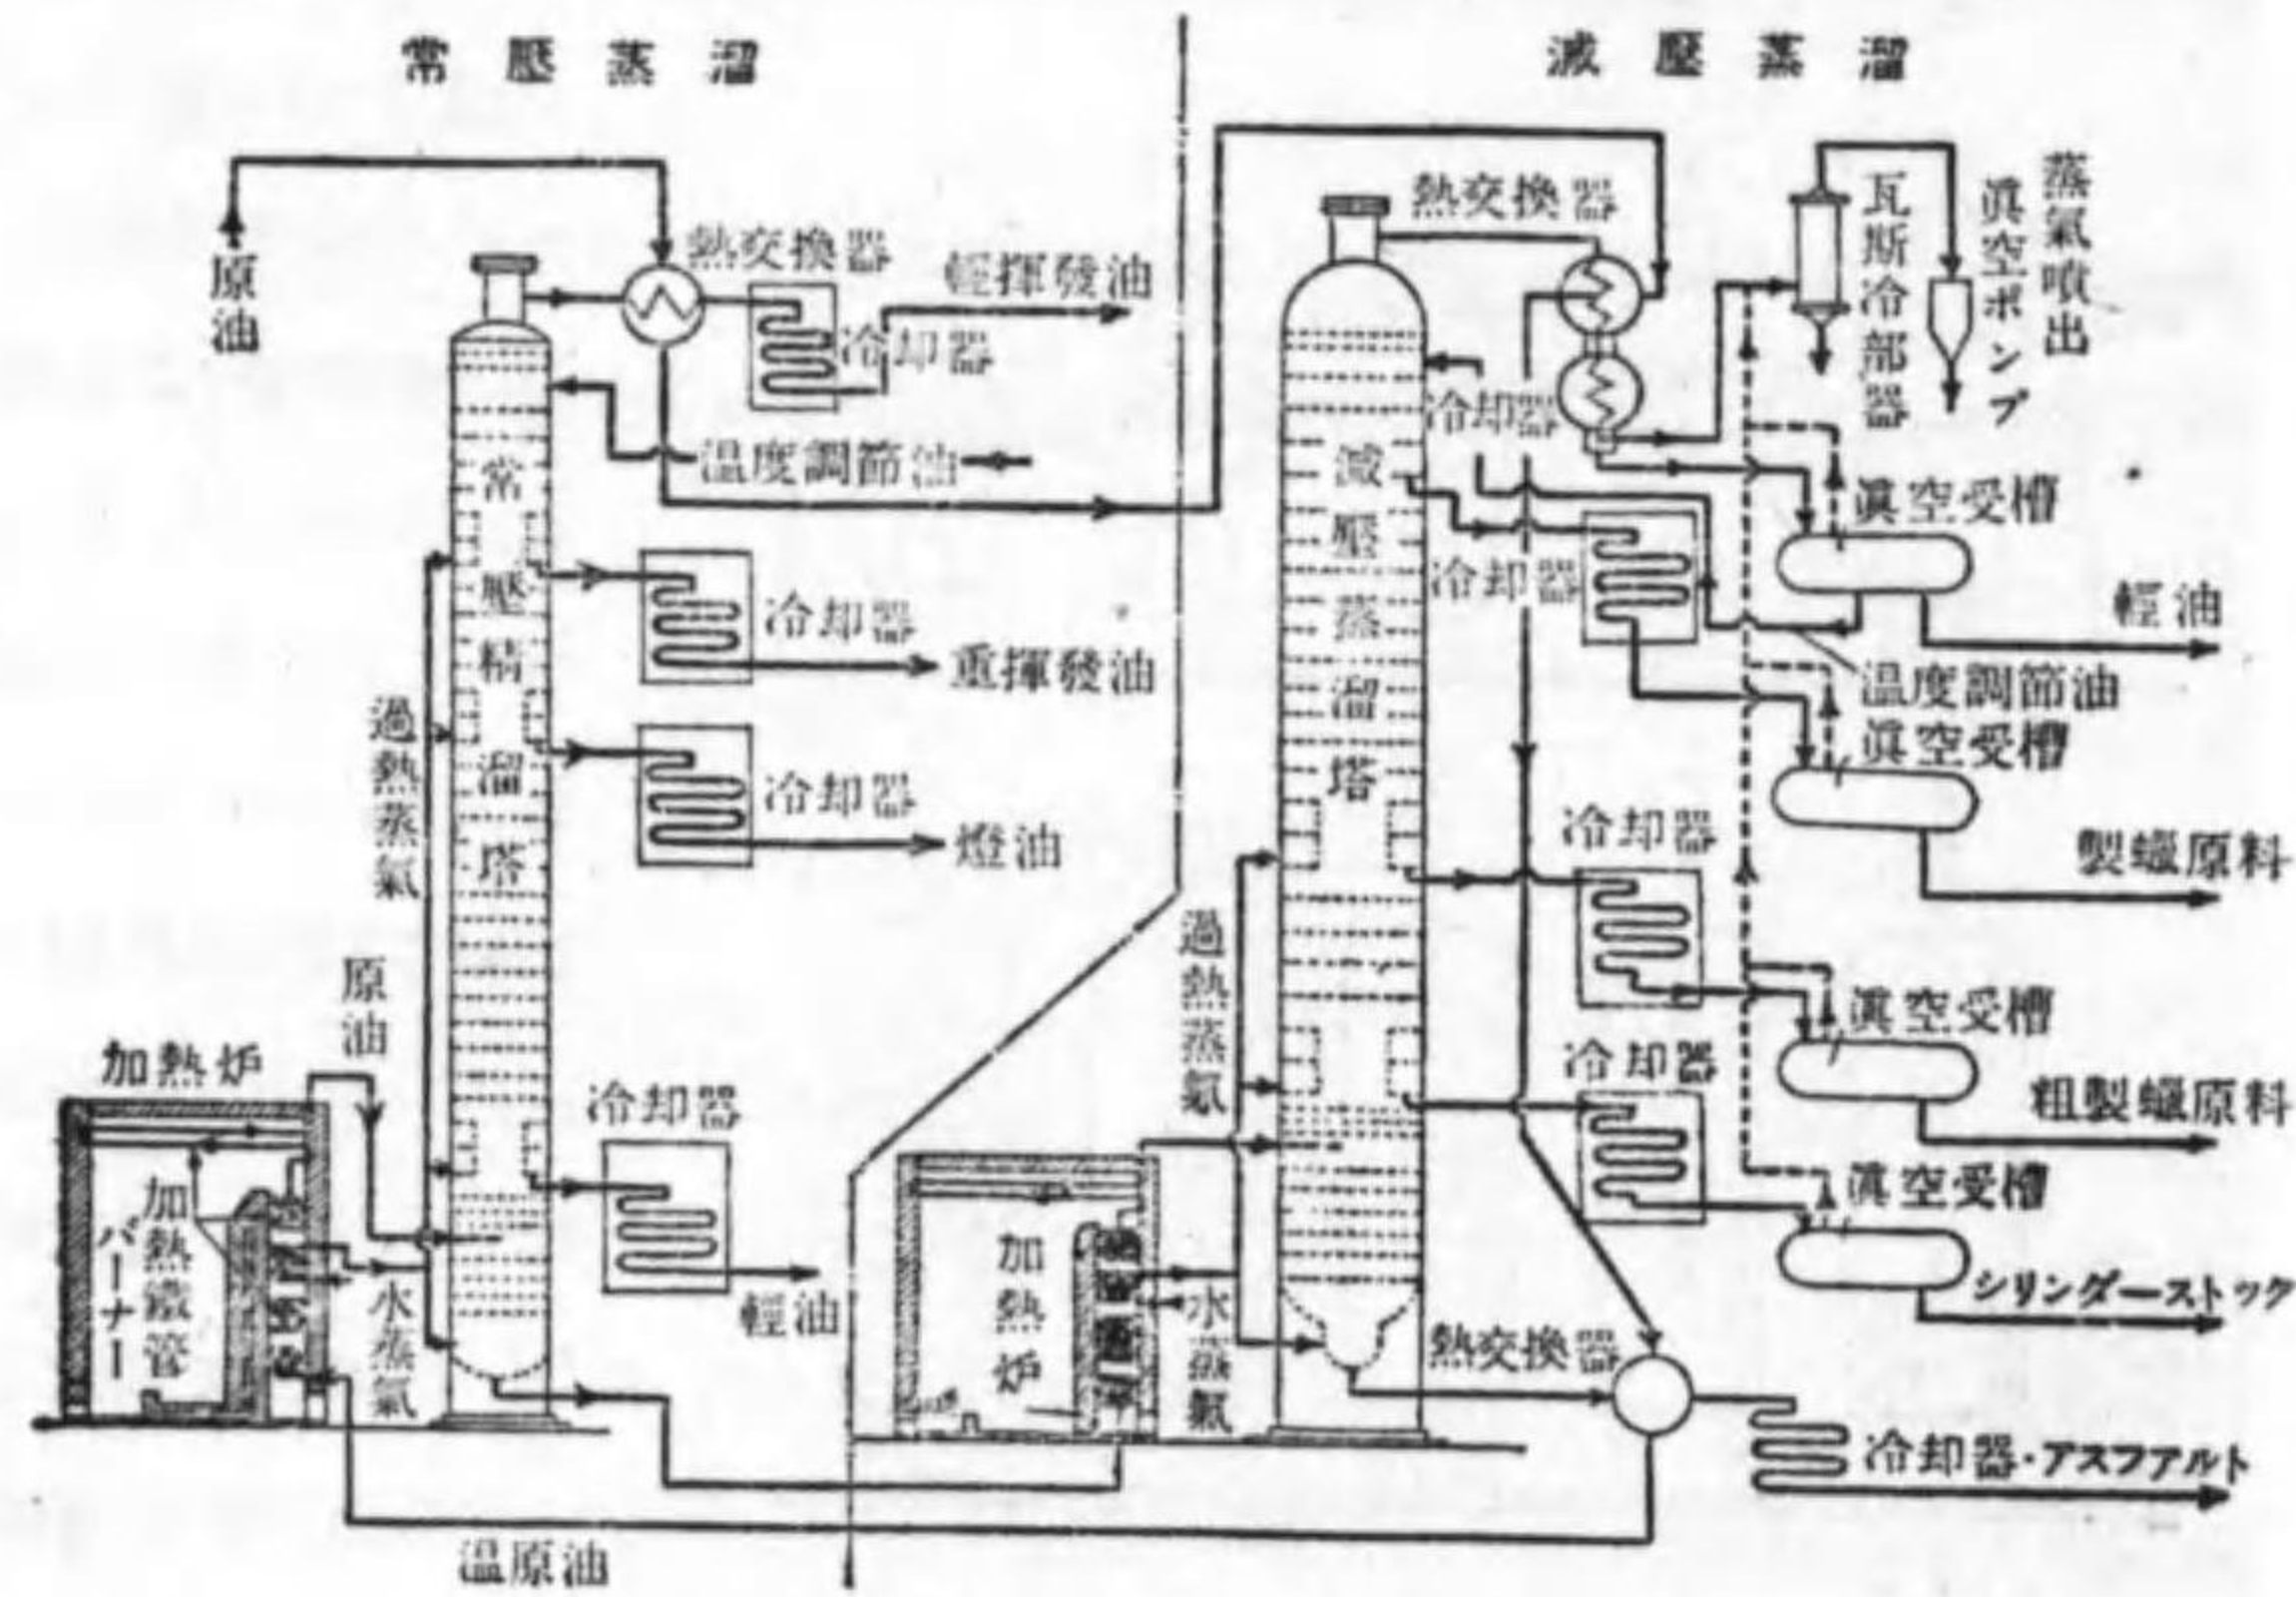 常壓蒸溜
減壓蒸溜
原油
熱交換器
輕揮發油
冷却器
温度調節油
常壓精溜塔
冷却器
重揮發油
冷却器
燈油
過熱蒸氣
原油
加熱炉
加熱鐵管
バーナー
水蒸氣
冷却器
輕油
温原油
熱交換器
瓦斯冷部器
眞空ポンプ
蒸氣噴出
冷却器
減壓蒸溜塔
眞空受槽
冷却器
輕油
温度調節油
眞空受槽
製蠟原料
冷却器
過熱蒸氣
眞空受槽
冷却器
粗製蠟原料
眞空受槽
加熱炉
水蒸氣
シリンダーストック
熱交換器
冷却器・アスファルト